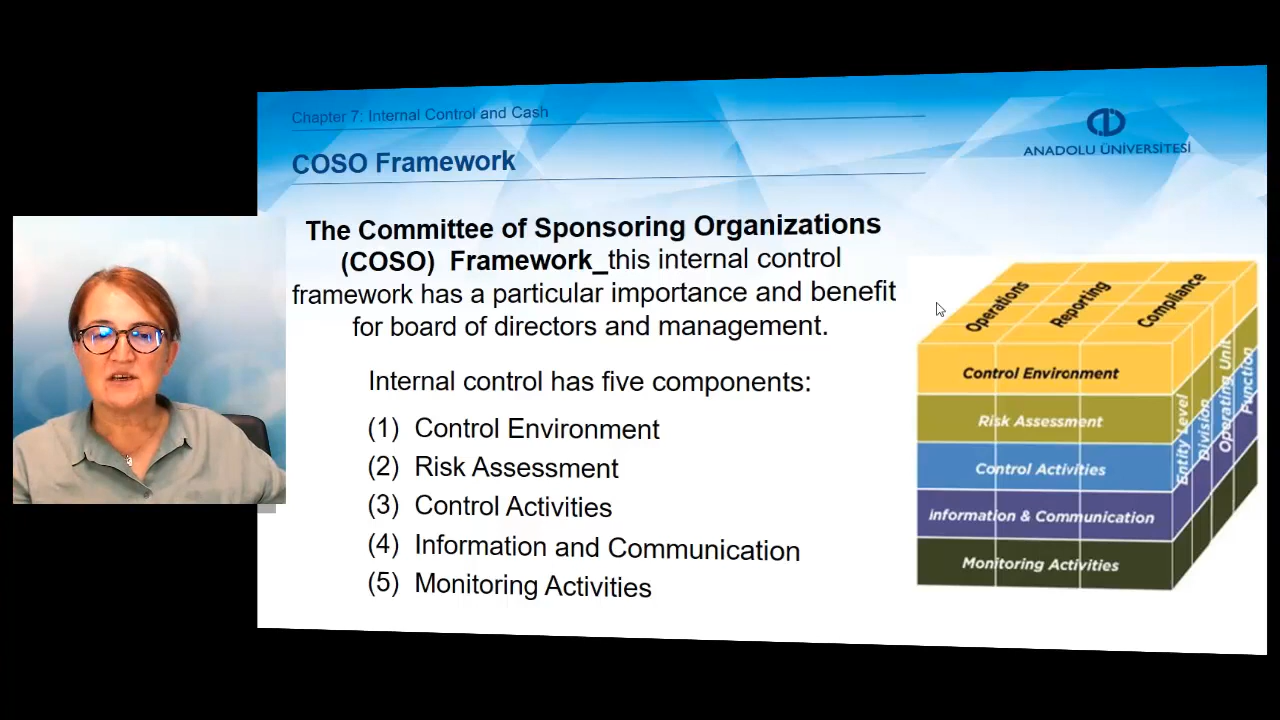 Chapter 7: Internal Control and Cash
COSO Framework
ANADOLU ÜNİVERSİTESİ
The Committee of Sponsoring Organizations
(COSO) Framework_this internal control
framework has a particular importance and benefit
for board of directors and management.
Internal control has five components:
(1) Control Environment
(2) Risk Assessment
(3) Control Activities
(4) Information and Communication
(5) Monitoring Activities
Operations
Reporting
Compliance
Control Environment
Risk Assessment
Control Activities
Information & Communication
Monitoring Activities
Entity Level
Division
Operating Unit
Function